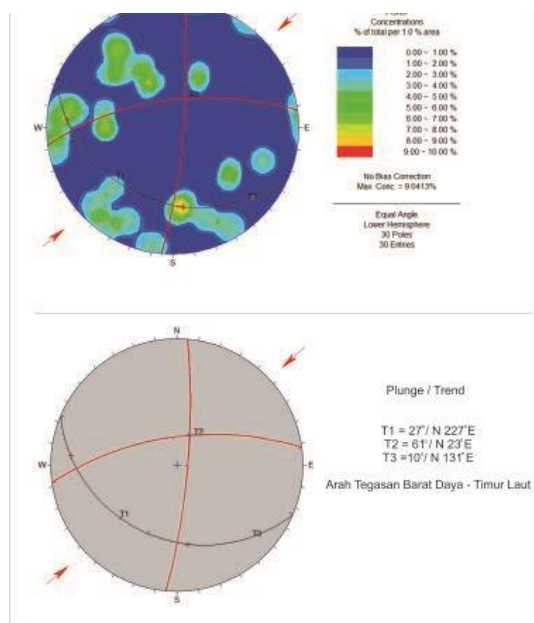 Concentrations
% of total per 1.0 % area
0.00 ~ 1.00 %
1.00 ~ 2.00 %
2.00 ~ 3.00 %
3.00 ~ 4.00 %
4.00 ~ 5.00 %
5.00 ~ 6.00 %
6.00 ~ 7.00 %
7.00 ~ 8.00 %
8.00 ~ 9.00 %
9.00 ~ 10.00 %
No Bias Correction
Max. Conc. = 9.0413%
Equal Angle
Lower Hemisphere
30 Poles
30 Entries
W
E
T2
T1
T3
S
N
W
E
T2
T1
T3
S
Plunge / Trend
T1 = 27°/ N 227°E
T2 = 61°/ N 23°E
T3 =10°/ N 131°E
Arah Tegasan Barat Daya - Timur Laut